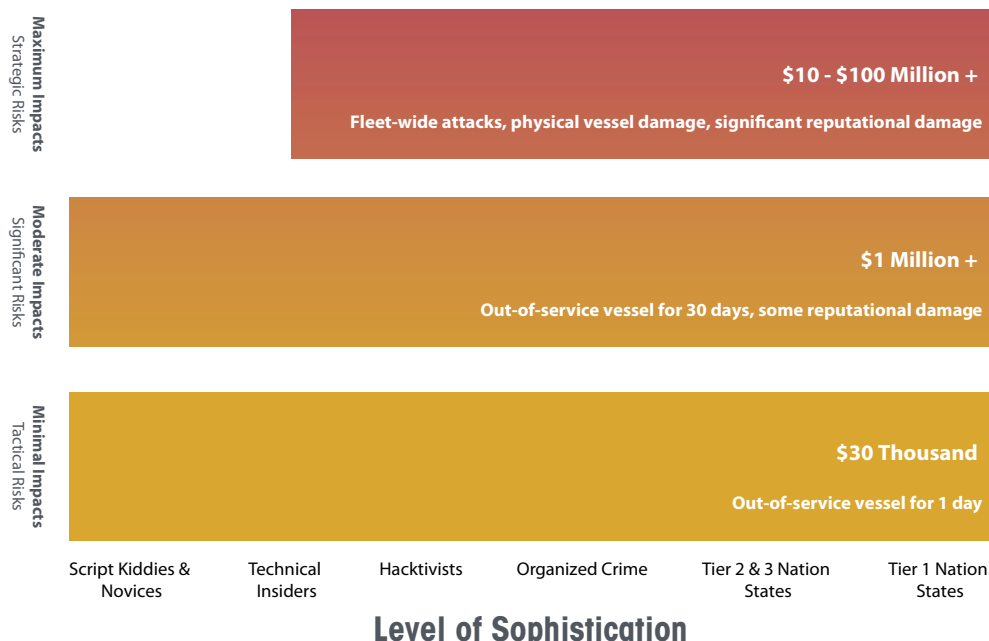 Maximum Impacts
Strategic Risks
$10 - $100 Million +
Fleet-wide attacks, physical vessel damage, significant reputational damage
Moderate Impacts
Significant Risks
$1 Million +
Out-of-service vessel for 30 days, some reputational damage
Minimal Impacts
Tactical Risks
$30 Thousand
Out-of-service vessel for 1 day
Script Kiddies &
Novices
Technical
Insiders
Hacktivists
Organized Crime
Tier 2 & 3 Nation
States
Tier 1 Nation
States
Level of Sophistication